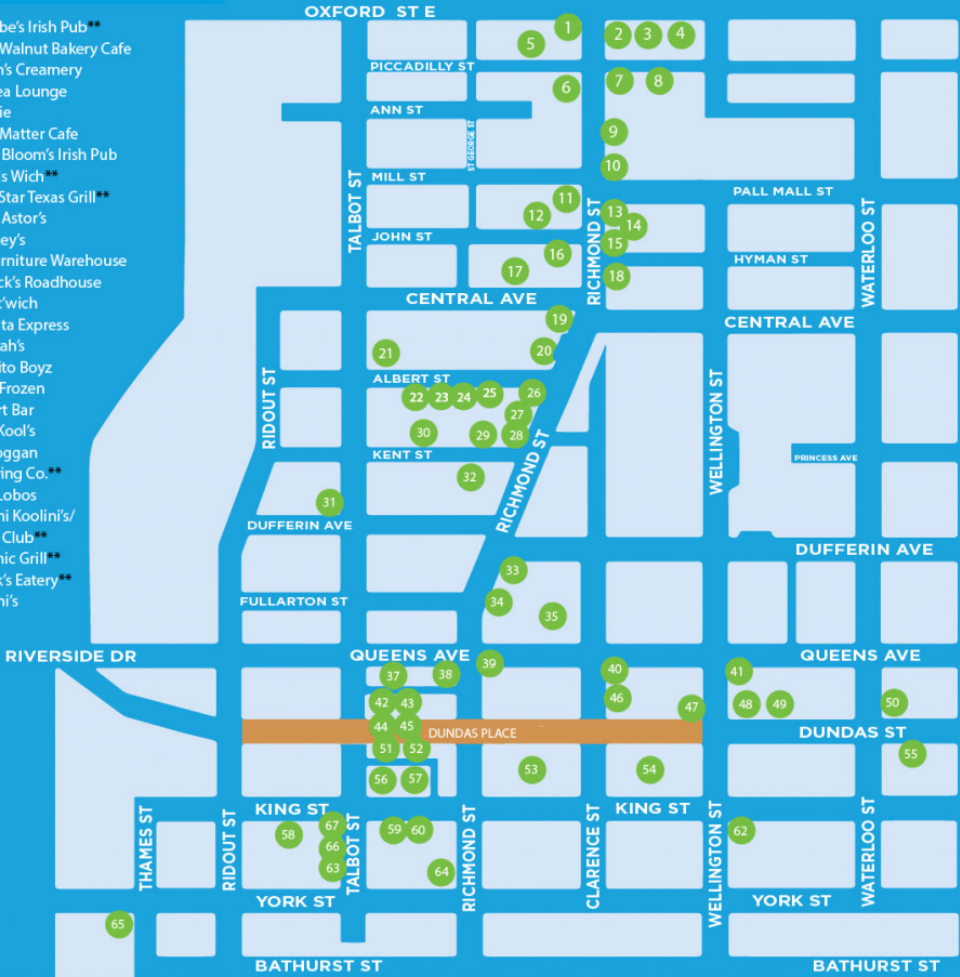 OXFORD ST E
be's Irish Pub**
Walnut Bakery Cafe
n's Creamery
ea Lounge
ie
Matter Cafe
Bloom's Irish Pub
s Wich**
Star Texas Grill**
Astor's
ey's
rniture Warehouse
ck's Roadhouse
t'wich
ta Express
ah's
ito Boyz
Frozen
rt Bar
Kool's
oggan
ing Co.**
Lobos
ni Koolini's/
Club**
nic Grill**
k's Eatery**
ni's
1
2 3 4
5
PICCADILLY ST
6 7 8
ANN ST
ST GEORGE ST
9
10
MILL ST
PALL MALL ST
TALBOT ST
RICHMOND ST
WATERLOO ST
11
12
13
14
15
JOHN ST
HYMAN ST
16
17
18
CENTRAL AVE
CENTRAL AVE
19
20
21
ALBERT ST
RIDOUT ST
WELLINGTON ST
22 23 24 25 26
27
30 29 28
KENT ST
RICHMOND ST
PRINCESS AVE
32
31
DUFFERIN AVE
DUFFERIN AVE
33
FULLARTON ST
34
35
RIVERSIDE DR
QUEENS AVE
QUEENS AVE
37 38 39 40 41
42 43 46 47 48 49 50
44 45
DUNDAS PLACE
DUNDAS ST
51 52 55
53 54
56 57
KING ST
KING ST
THAMES ST
RIDOUT ST
TALBOT ST
RICHMOND ST
CLARENCE ST
WELLINGTON ST
WATERLOO ST
58 67 59 60 62
66
63 64
YORK ST
YORK ST
65
BATHURST ST
BATHURST ST